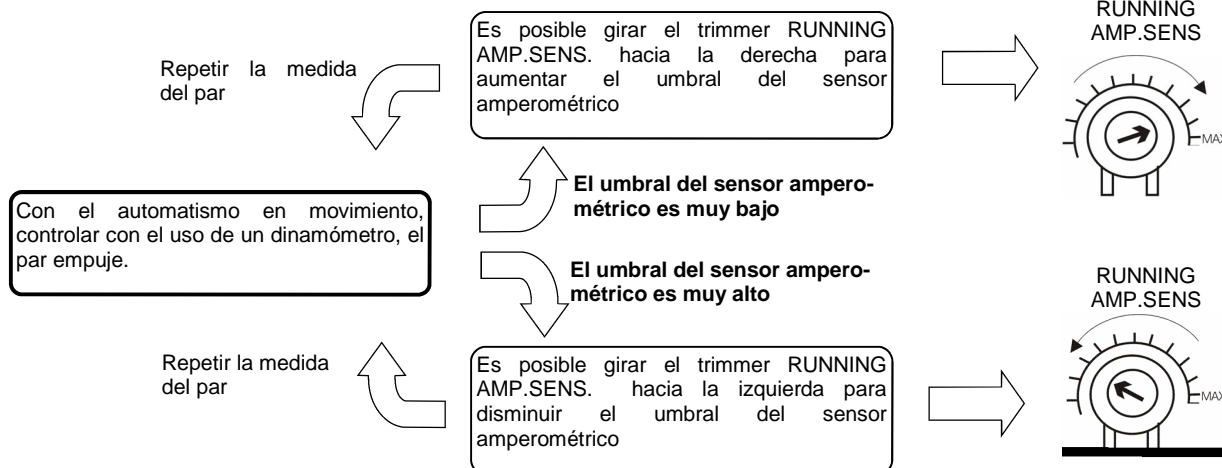 RUNNING
AMP.SENS
Es posible girar el trimmer RUNNING
AMP.SENS. hacia la derecha para
aumentar el umbral del sensor
amperométrico
Repetir la medida
del par
MAX
El umbral del sensor ampero-
métrico es muy bajo
Con el automatismo en movimiento,
controlar con el uso de un dinamómetro, el
par empuje.
El umbral del sensor ampero-
métrico es muy alto
RUNNING
AMP.SENS
Repetir la medida
del par
Es posible girar el trimmer RUNNING
AMP.SENS. hacia la izquierda para
disminuir el umbral del sensor
amperométrico
MAX